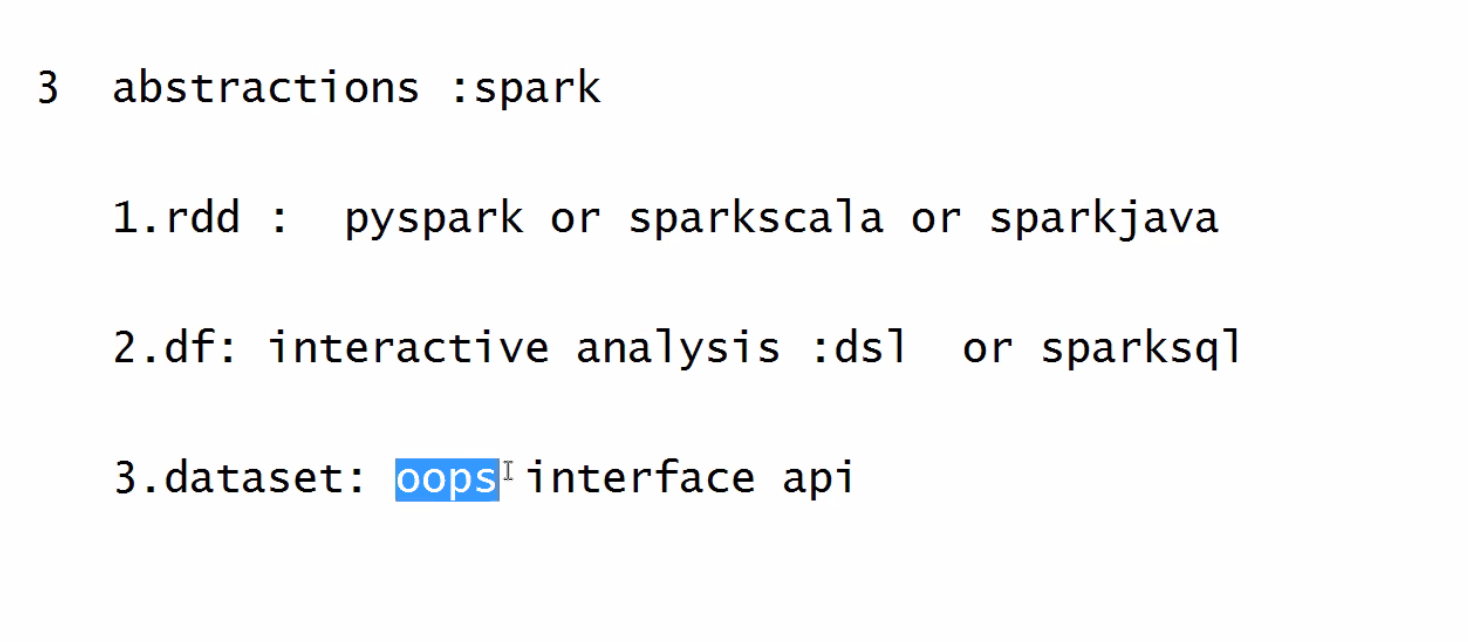 3  abstractions :spark
1.rdd :  pyspark or sparkscala or sparkjava
2.df: interactive analysis :dsl  or sparksql
3.dataset: oops interface api